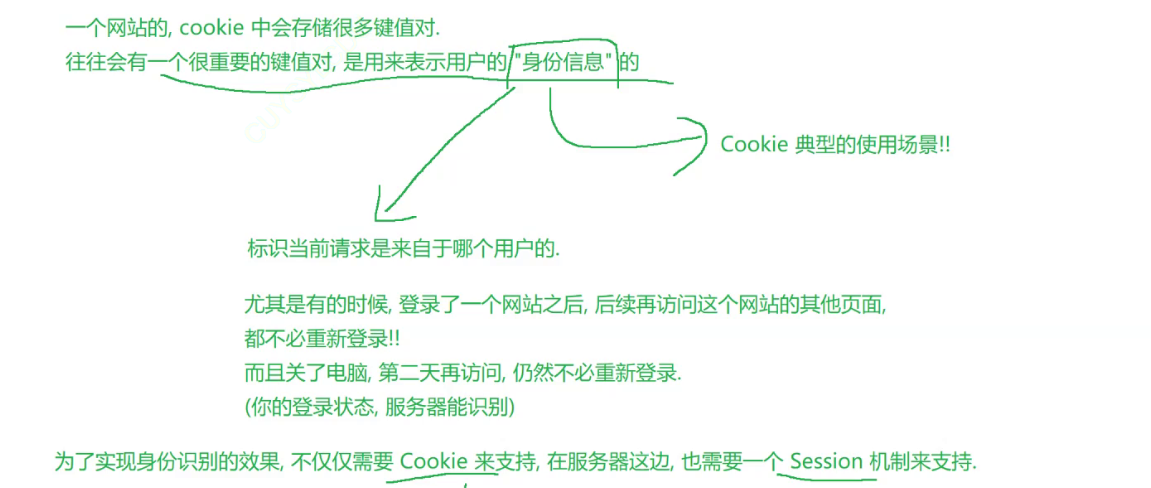 一个网站的, cookie 中会存储很多键值对.
往往会有一个很重要的键值对, 是用来表示用户的 "身份信息" 的
Cookie 典型的使用场景!!
标识当前请求是来自于哪个用户的.
尤其是有的时候, 登录了一个网站之后, 后续再访问这个网站的其他页面,
都不必重新登录!!
而且关了电脑, 第二天再访问, 仍然不必重新登录.
(你的登录状态, 服务器能识别)
为了实现身份识别的效果, 不仅仅需要 Cookie 来支持, 在服务器这边, 也需要一个 Session 机制来支持.